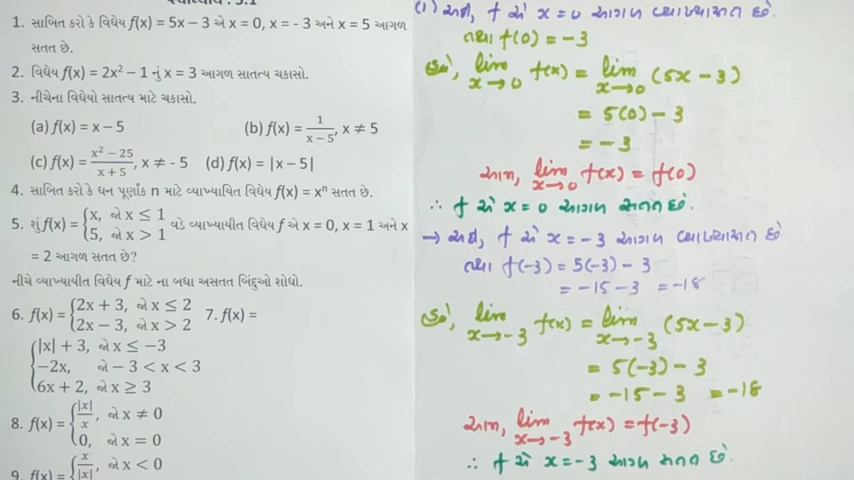 સ્વાધ્યાય : 5.1
1. સાબિત કરો કે વિધેય f(x) = 5x − 3 એ x = 0, x = - 3 અને x = 5 આગળ
સતત છે.
2. વિધેય f(x) = 2x² − 1 નું x = 3 આગળ સાતત્ય ચકાસો.
3. નીચેના વિધેયો સાતત્ય માટે ચકાસો.
(a) f(x) = x − 5 (b) f(x) = 1/(x−5), x ≠ 5
(c) f(x) = (x² − 25)/(x + 5), x ≠ - 5 (d) f(x) = |x − 5|
4. સાબિત કરો કે ધન પૂર્ણાંક n માટે વ્યાખ્યાયિત વિધેય f(x) = xⁿ સતત છે.
5. શું f(x) = {x, જો x ≤ 1
5, જો x > 1 વડે વ્યાખ્યાયીત વિધેય f એ x = 0, x = 1 અને x
= 2 આગળ સતત છે?
નીચે વ્યાખ્યાયીત વિધેય f માટે ના બધા અસતત બિંદુઓ શોધો.
6. f(x) = {2x + 3, જો x ≤ 2
2x − 3, જો x > 2 7. f(x) =
{|x| + 3, જો x ≤ −3
−2x, જો − 3 < x < 3
6x + 2, જો x ≥ 3
8. f(x) = {|x|/x, જો x ≠ 0
0, જો x = 0
9. f(x) = {x/|x|, જો x < 0
(1) અહીં, f એ x = 0 આગળ વ્યાખ્યાયિત છે.
તથા f(0) = −3
હવે, lim x→0 f(x) = lim x→0 (5x − 3)
= 5(0) − 3
= −3
આમ, lim x→0 f(x) = f(0)
∴ f એ x = 0 આગળ સતત છે.
→ અહીં, f એ x = −3 આગળ વ્યાખ્યાયિત છે.
તથા f(−3) = 5(−3) − 3
= −15 − 3 = −18
હવે, lim x→−3 f(x) = lim x→−3 (5x − 3)
= 5(−3) − 3
= −15 − 3 = −18
આમ, lim x→−3 f(x) = f(−3)
∴ f એ x = −3 આગળ સતત છે.